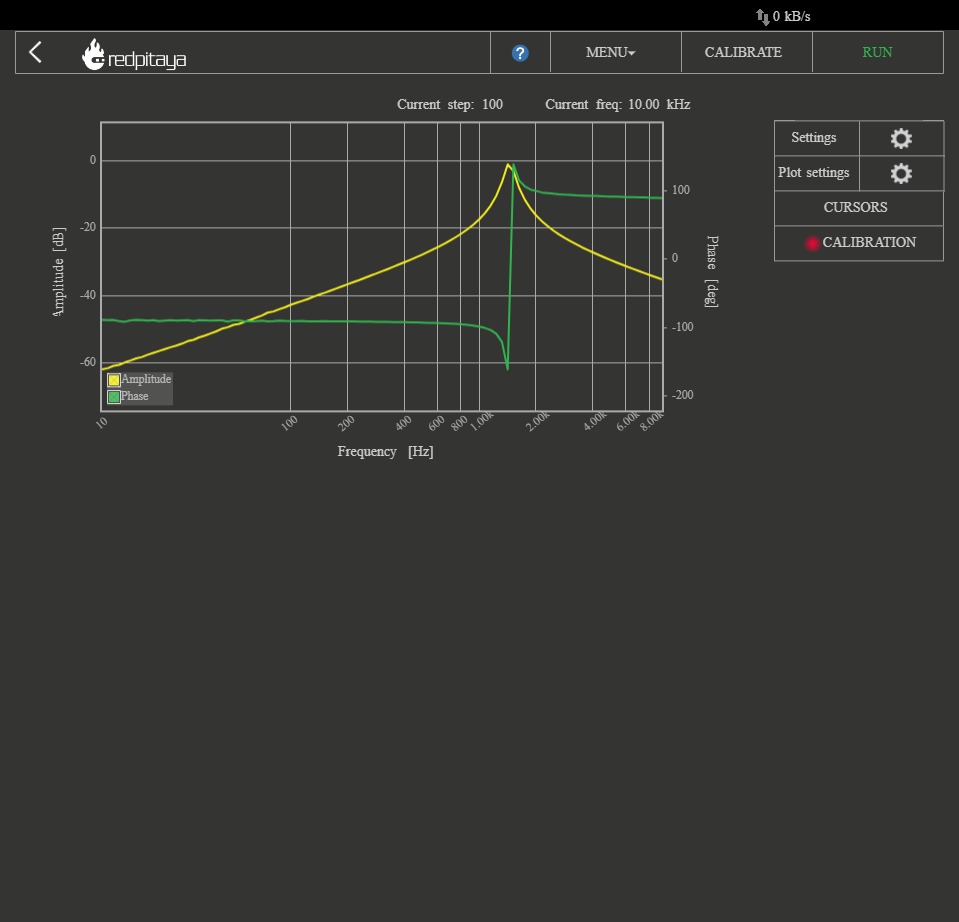 0 kB/s
redpitaya
?
MENU
CALIBRATE
RUN
Current step: 100
Current freq: 10.00 kHz
Settings
Plot settings
CURSORS
CALIBRATION
Amplitude [dB]
0
-20
-40
-60
100
0
-100
-200
Phase [deg]
Amplitude
Phase
10
100
200
400
600
800
1.00k
2.00k
4.00k
6.00k
8.00k
Frequency [Hz]